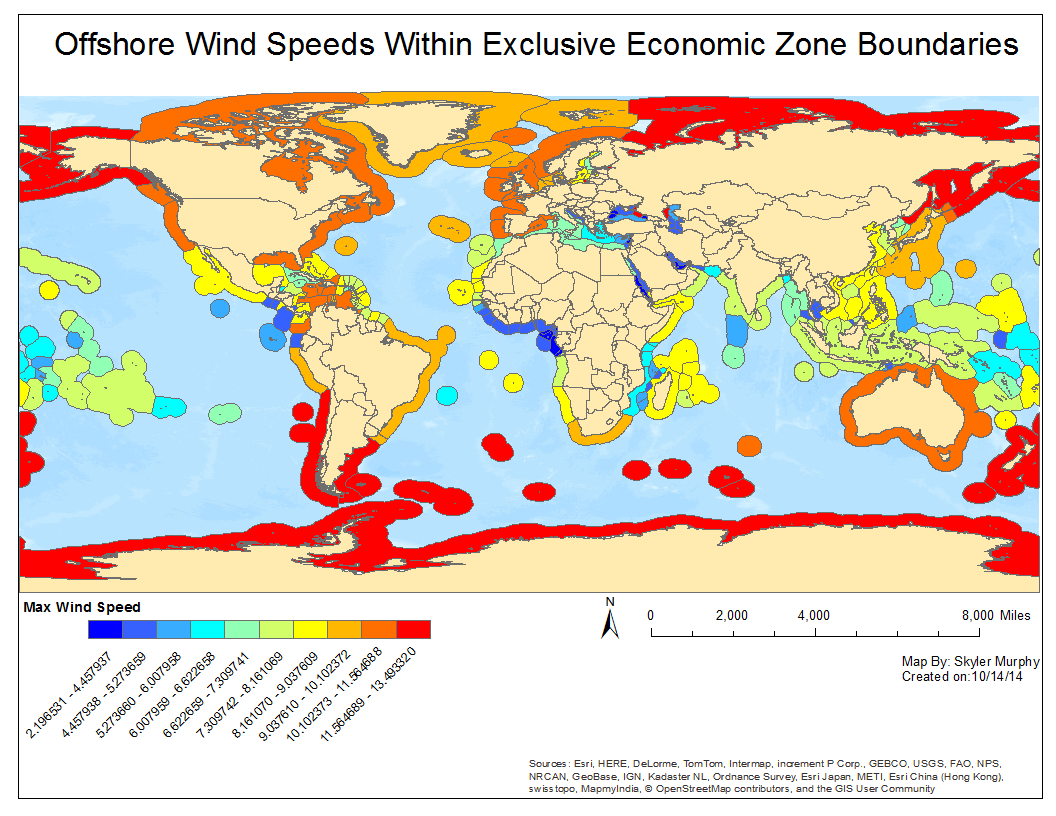 Offshore Wind Speeds Within Exclusive Economic Zone Boundaries
Max Wind Speed
2.196531 - 4.457937
4.457938 - 5.273659
5.273660 - 6.007958
6.007959 - 6.622658
6.622659 - 7.309741
7.309742 - 8.161069
8.161070 - 9.037609
9.037610 - 10.102372
10.102373 - 11.564688
11.564689 - 13.493320
N
0 2,000 4,000 8,000 Miles
Map By: Skyler Murphy
Created on:10/14/14
Sources: Esri, HERE, DeLorme, TomTom, Intermap, increment P Corp., GEBCO, USGS, FAO, NPS,
NRCAN, GeoBase, IGN, Kadaster NL, Ordnance Survey, Esri Japan, METI, Esri China (Hong Kong),
swisstopo, MapmyIndia, © OpenStreetMap contributors, and the GIS User Community